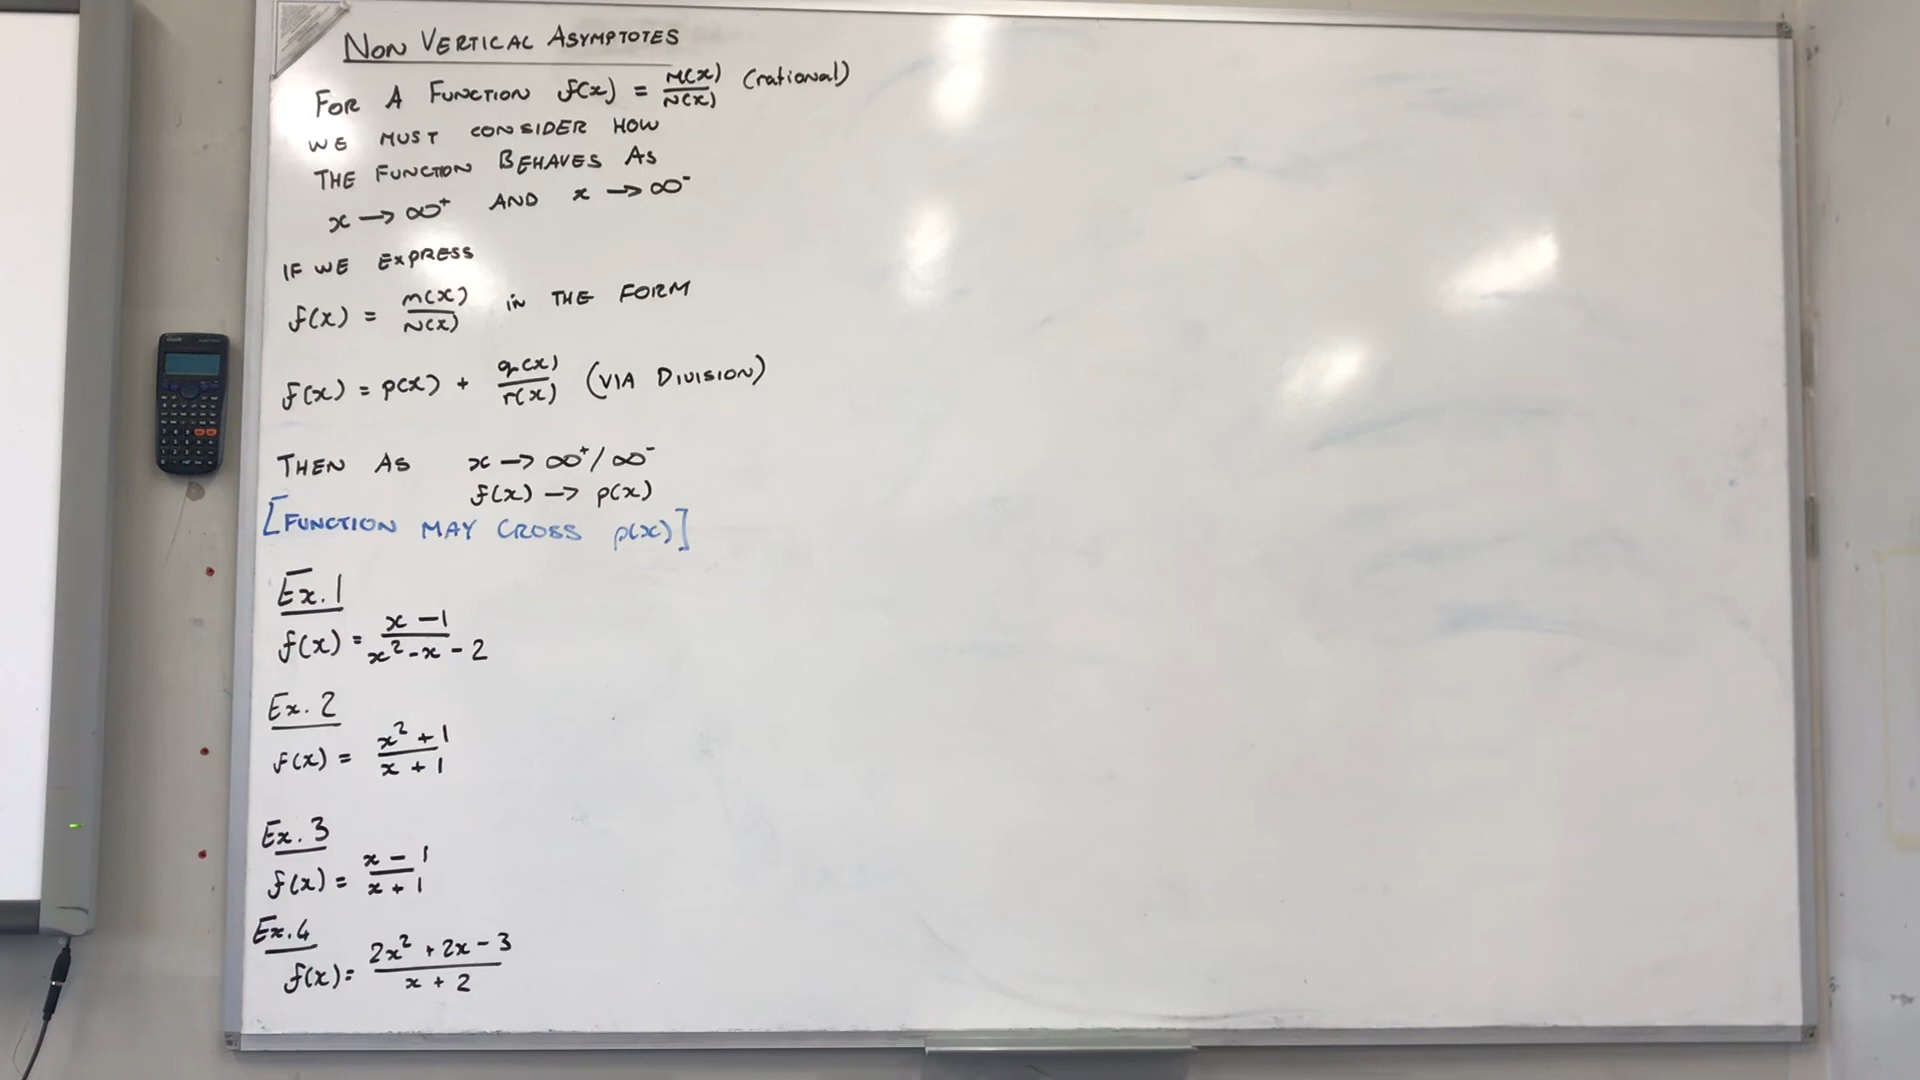 NON VERTICAL ASYMPTOTES
FOR A FUNCTION f(x) = M(x)/N(x) (rational)
WE MUST CONSIDER HOW
THE FUNCTION BEHAVES AS
x → ∞⁺ AND x → ∞⁻
IF WE EXPRESS
f(x) = M(x)/N(x) in THE FORM
f(x) = p(x) + q(x)/r(x) (VIA DIVISION)
THEN AS x → ∞⁺/∞⁻
f(x) → p(x)
[FUNCTION MAY CROSS p(x)]
Ex.1
f(x) = (x - 1)/(x² - x - 2)
Ex. 2
f(x) = (x² + 1)/(x + 1)
Ex. 3
f(x) = (x - 1)/(x + 1)
Ex.4
f(x) = (2x² + 2x - 3)/(x + 2)